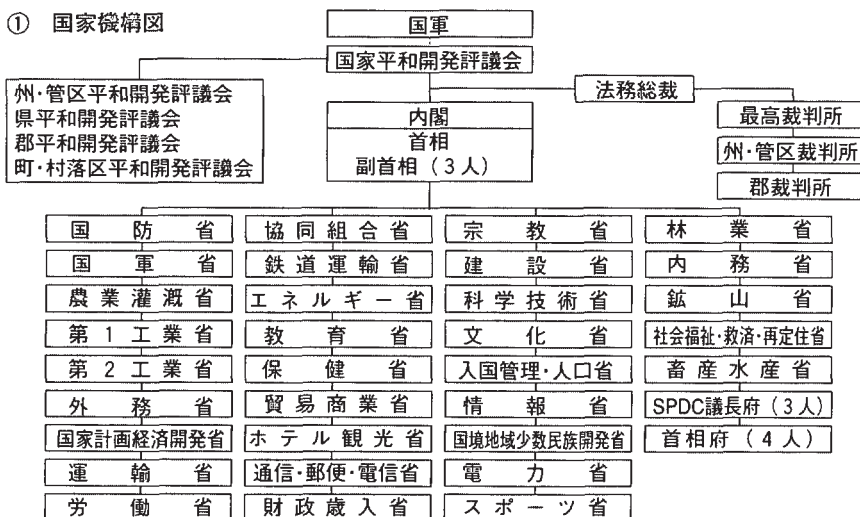 ① 国家機構図
国軍
国家平和開発評議会
州・管区平和開発評議会
県平和開発評議会
郡平和開発評議会
町・村落区平和開発評議会
内閣
首相
副首相(3人)
法務総裁
最高裁判所
州・管区裁判所
郡裁判所
国防省
国軍省
農業灌漑省
第1工業省
第2工業省
外務省
国家計画経済開発省
運輸省
労働省
協同組合省
鉄道運輸省
エネルギー省
教育省
保健省
貿易商業省
ホテル観光省
通信・郵便・電信省
財政歳入省
宗教省
建設省
科学技術省
文化省
入国管理・人口省
情報省
国境地域少数民族開発省
電力省
スポーツ省
林業省
内務省
鉱山省
社会福祉・救済・再定住省
畜産水産省
SPDC議長府(3人)
首相府(4人)